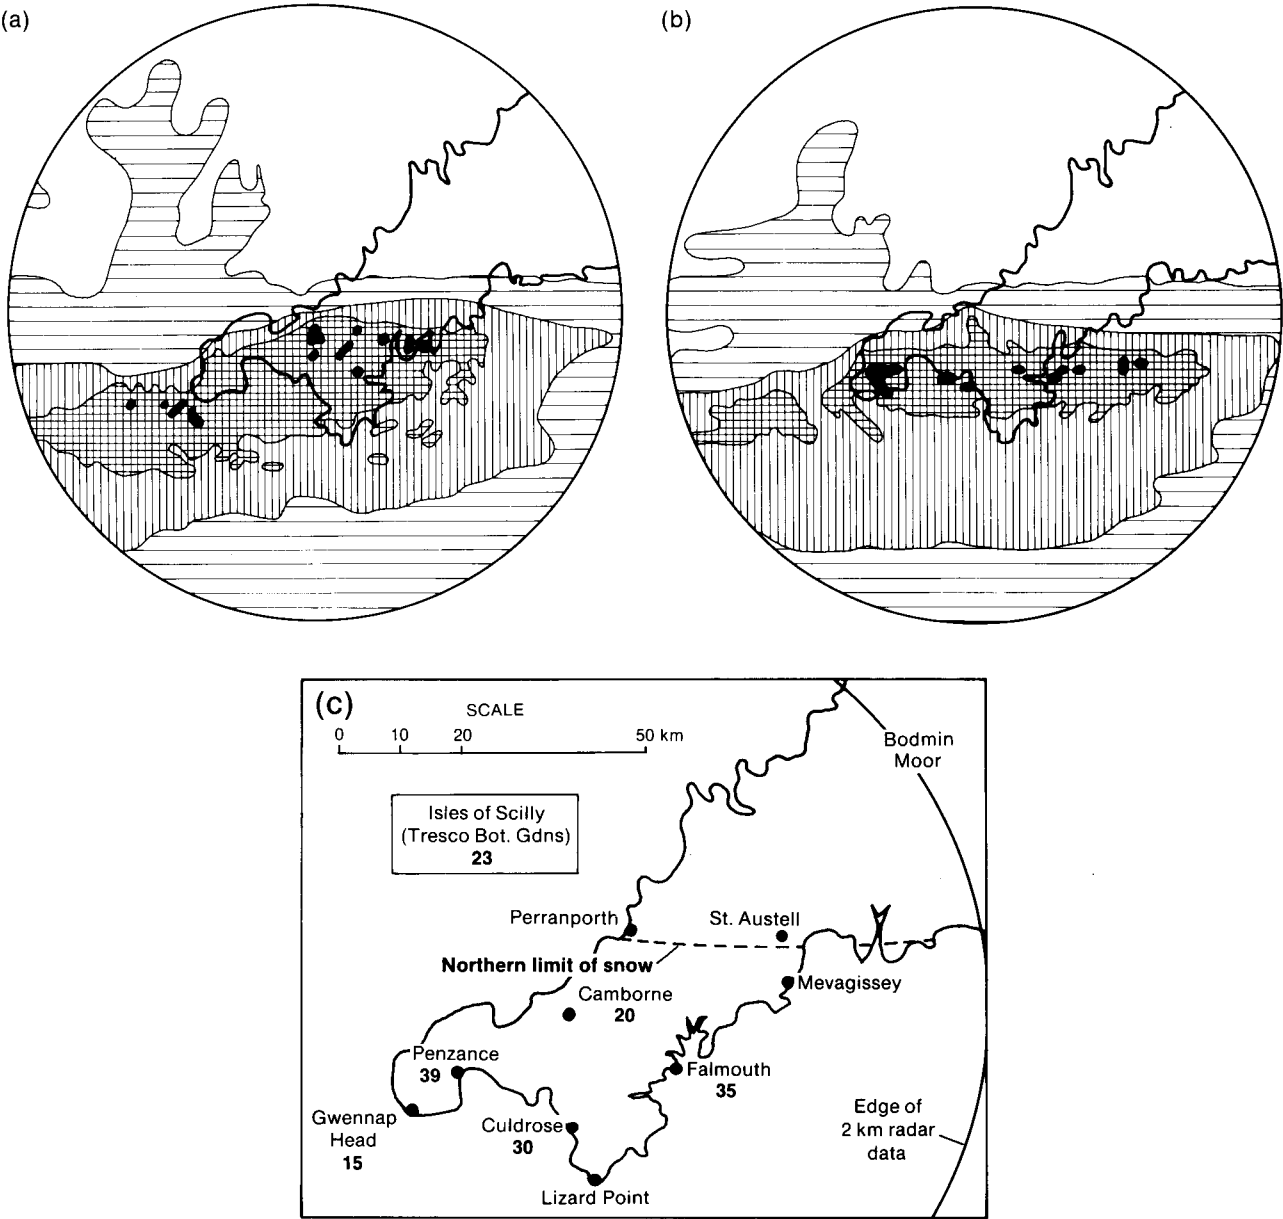 (a)
(b)
(c)
SCALE
0 10 20 50 km
Bodmin
Moor
Isles of Scilly
(Tresco Bot. Gdns)
23
Perranporth
St. Austell
Northern limit of snow
Mevagissey
Camborne
20
Penzance
39
Falmouth
35
Gwennap
Head
15
Culdrose
30
Edge of
2 km radar
data
Lizard Point